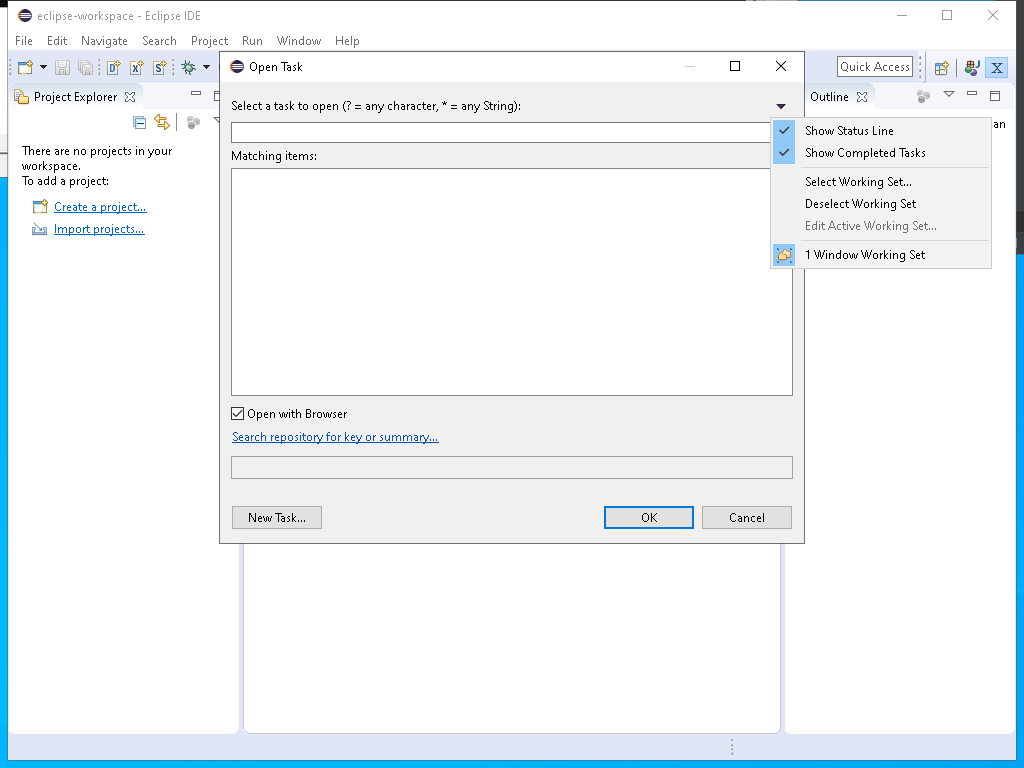 eclipse-workspace - Eclipse IDE
File Edit Navigate Search Project Run Window Help
Quick Access
Project Explorer
There are no projects in your
workspace.
To add a project:
Create a project...
Import projects...
Open Task
Select a task to open (? = any character, * = any String):
Matching items:
Open with Browser
Search repository for key or summary...
New Task...
OK
Cancel
Outline
an
Show Status Line
Show Completed Tasks
Select Working Set...
Deselect Working Set
Edit Active Working Set...
1 Window Working Set